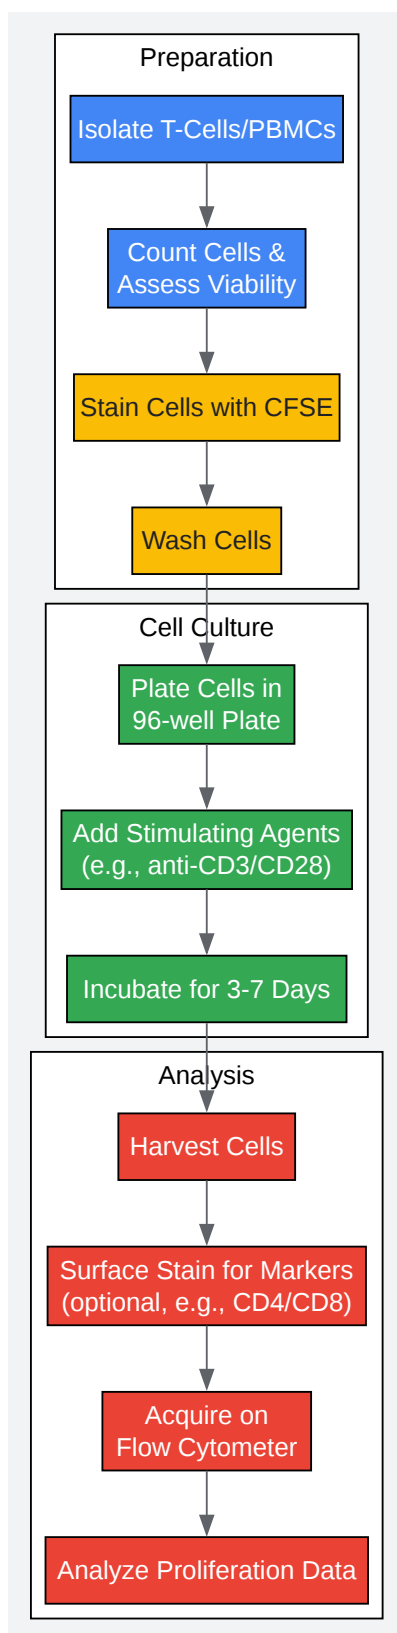 Preparation
Isolate T-Cells/PBMCs
Count Cells &
Assess Viability
Stain Cells with CFSE
Wash Cells
Cell Culture
Plate Cells in
96-well Plate
Add Stimulating Agents
(e.g., anti-CD3/CD28)
Incubate for 3-7 Days
Analysis
Harvest Cells
Surface Stain for Markers
(optional, e.g., CD4/CD8)
Acquire on
Flow Cytometer
Analyze Proliferation Data